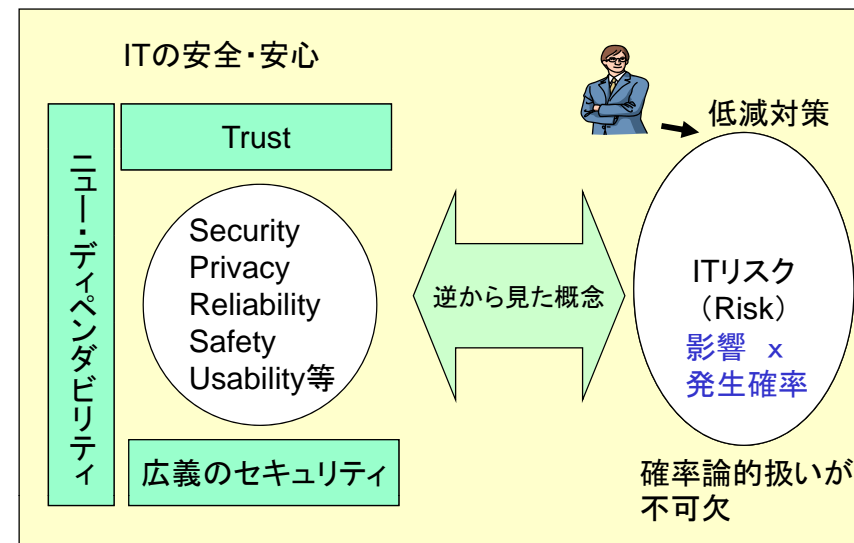 ITの安全・安心
ニュー・ディペンダビリティ
Trust
Security
Privacy
Reliability
Safety
Usability等
広義のセキュリティ
逆から見た概念
低減対策
ITリスク
（Risk）
影響 x
発生確率
確率論的扱いが
不可欠